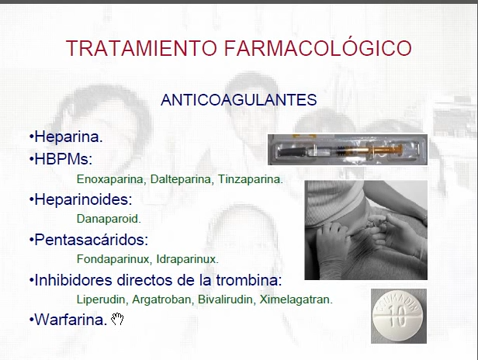 TRATAMIENTO FARMACOLÓGICO
ANTICOAGULANTES
•Heparina.
•HBPMs:
Enoxaparina, Dalteparina, Tinzaparina.
•Heparinoides:
Danaparoid.
•Pentasacáridos:
Fondaparinux, Idraparinux.
•Inhibidores directos de la trombina:
Liperudin, Argatroban, Bivalirudin, Ximelagatran.
•Warfarina.
10